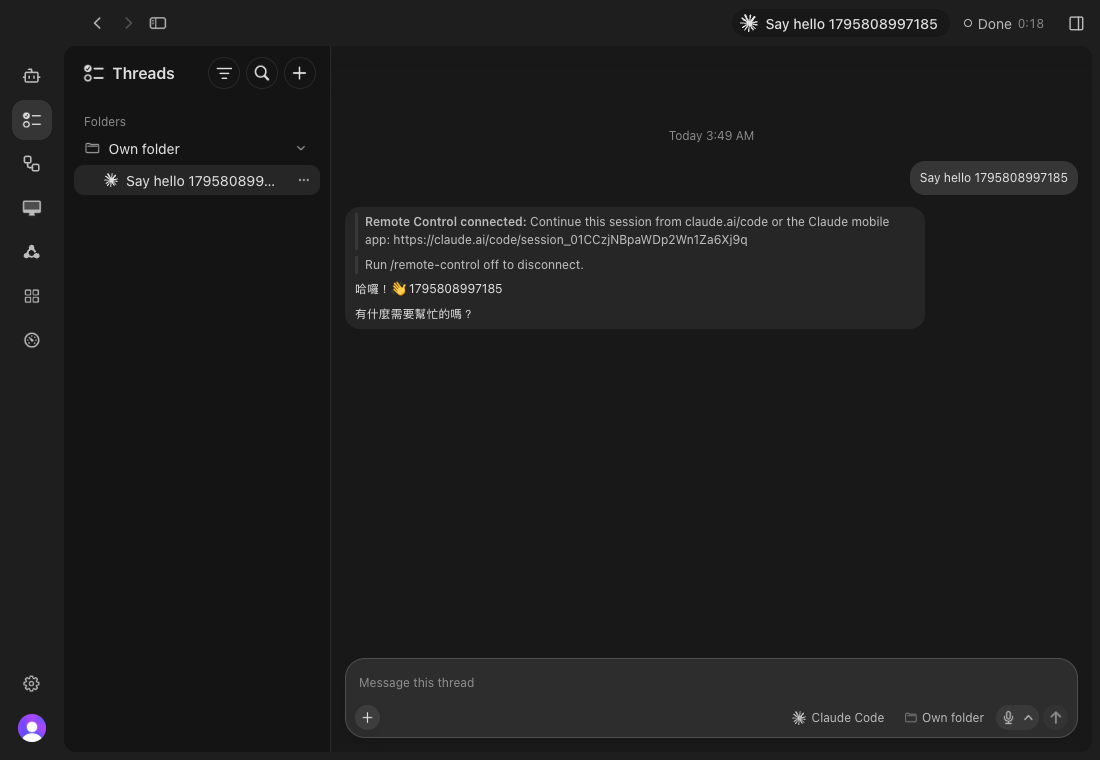 Say hello 1795808997185
Done 0:18
Threads
Folders
Own folder
Say hello 179580899...
Today 3:49 AM
Say hello 1795808997185
Remote Control connected: Continue this session from claude.ai/code or the Claude mobile
app: https://claude.ai/code/session_01CCzjNBpaWDp2Wn1Za6Xj9q
Run /remote-control off to disconnect.
哈囉！👋 1795808997185
有什麼需要幫忙的嗎？
Message this thread
Claude Code
Own folder